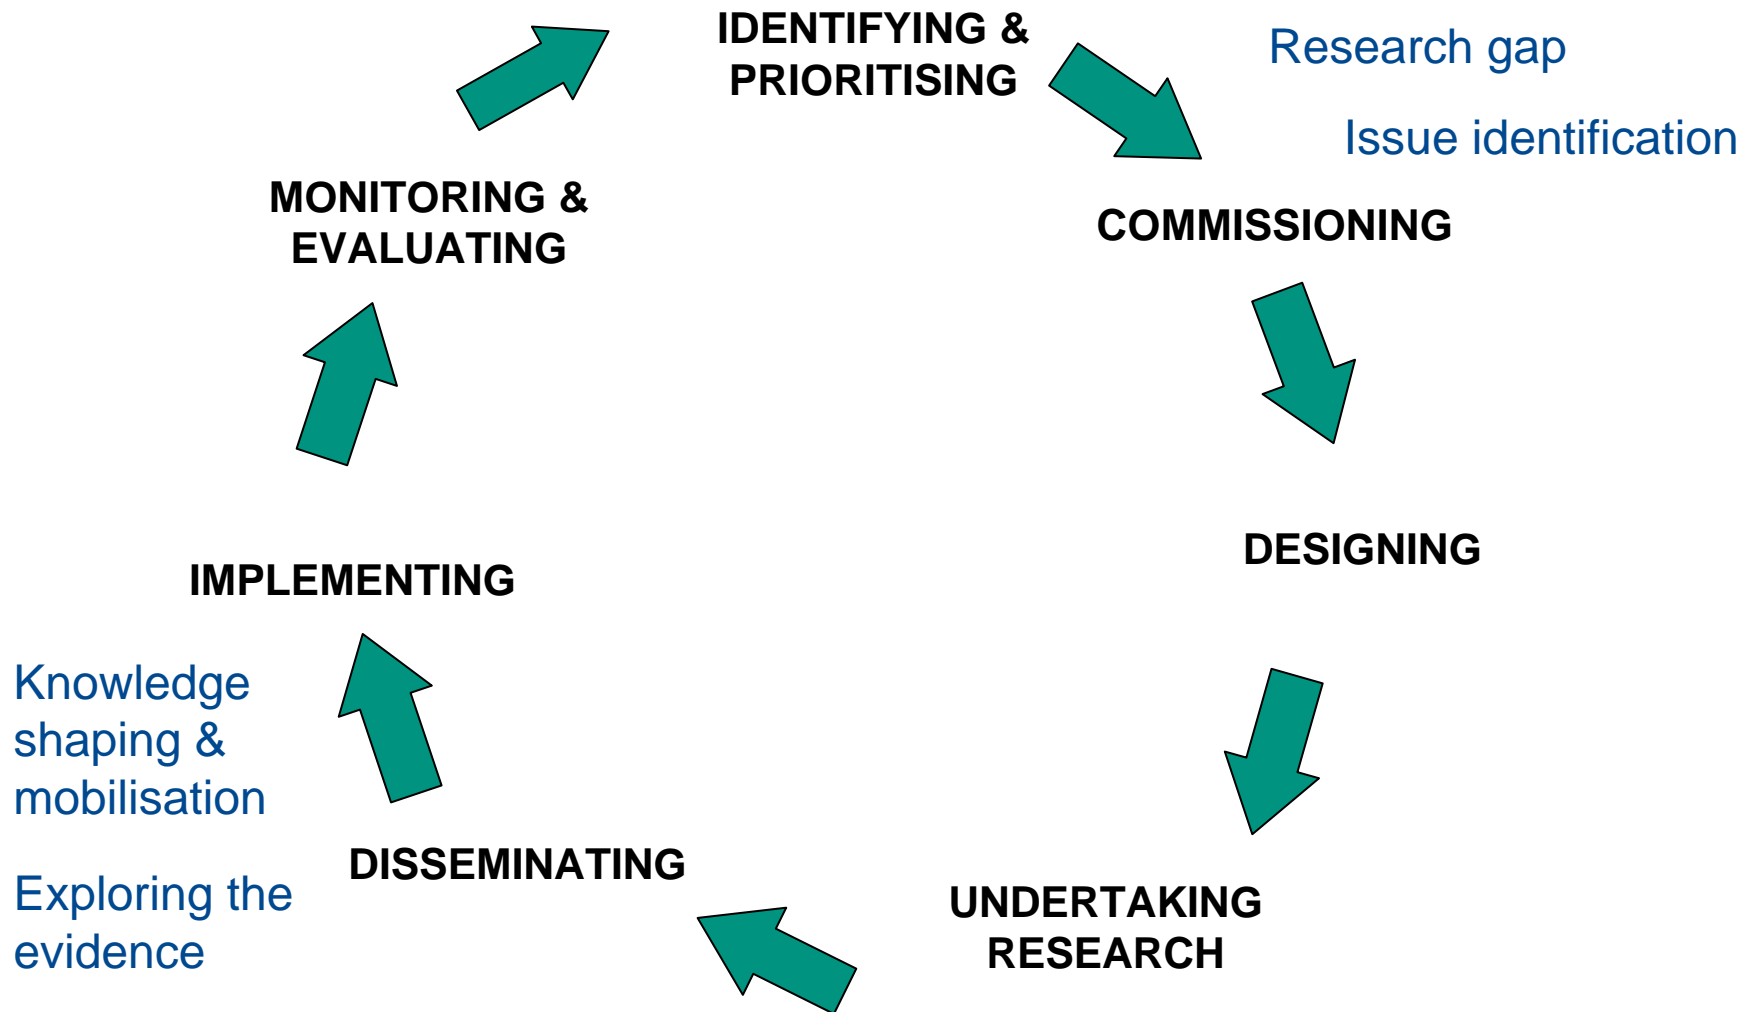 IDENTIFYING &
PRIORITISING
Research gap
Issue identification
COMMISSIONING
MONITORING &
EVALUATING
DESIGNING
IMPLEMENTING
Knowledge
shaping &
mobilisation
DISSEMINATING
Exploring the
evidence
UNDERTAKING
RESEARCH